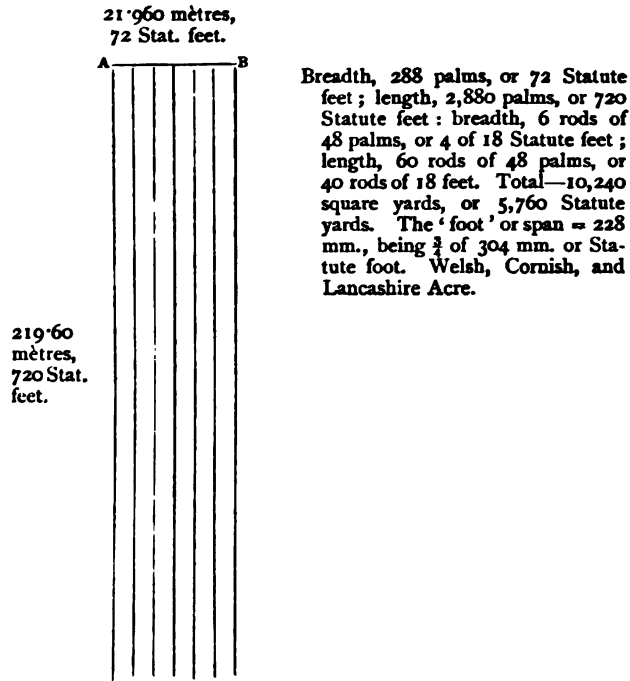 21·960 mètres,
72 Stat. feet.
A B
Breadth, 288 palms, or 72 Statute
feet ; length, 2,880 palms, or 720
Statute feet : breadth, 6 rods of
48 palms, or 4 of 18 Statute feet ;
length, 60 rods of 48 palms, or
40 rods of 18 feet. Total—10,240
square yards, or 5,760 Statute
yards. The ‘ foot ’ or span = 228
mm., being ¾ of 304 mm. or Sta-
tute foot. Welsh, Cornish, and
Lancashire Acre.
219·60
mètres,
720 Stat.
feet.